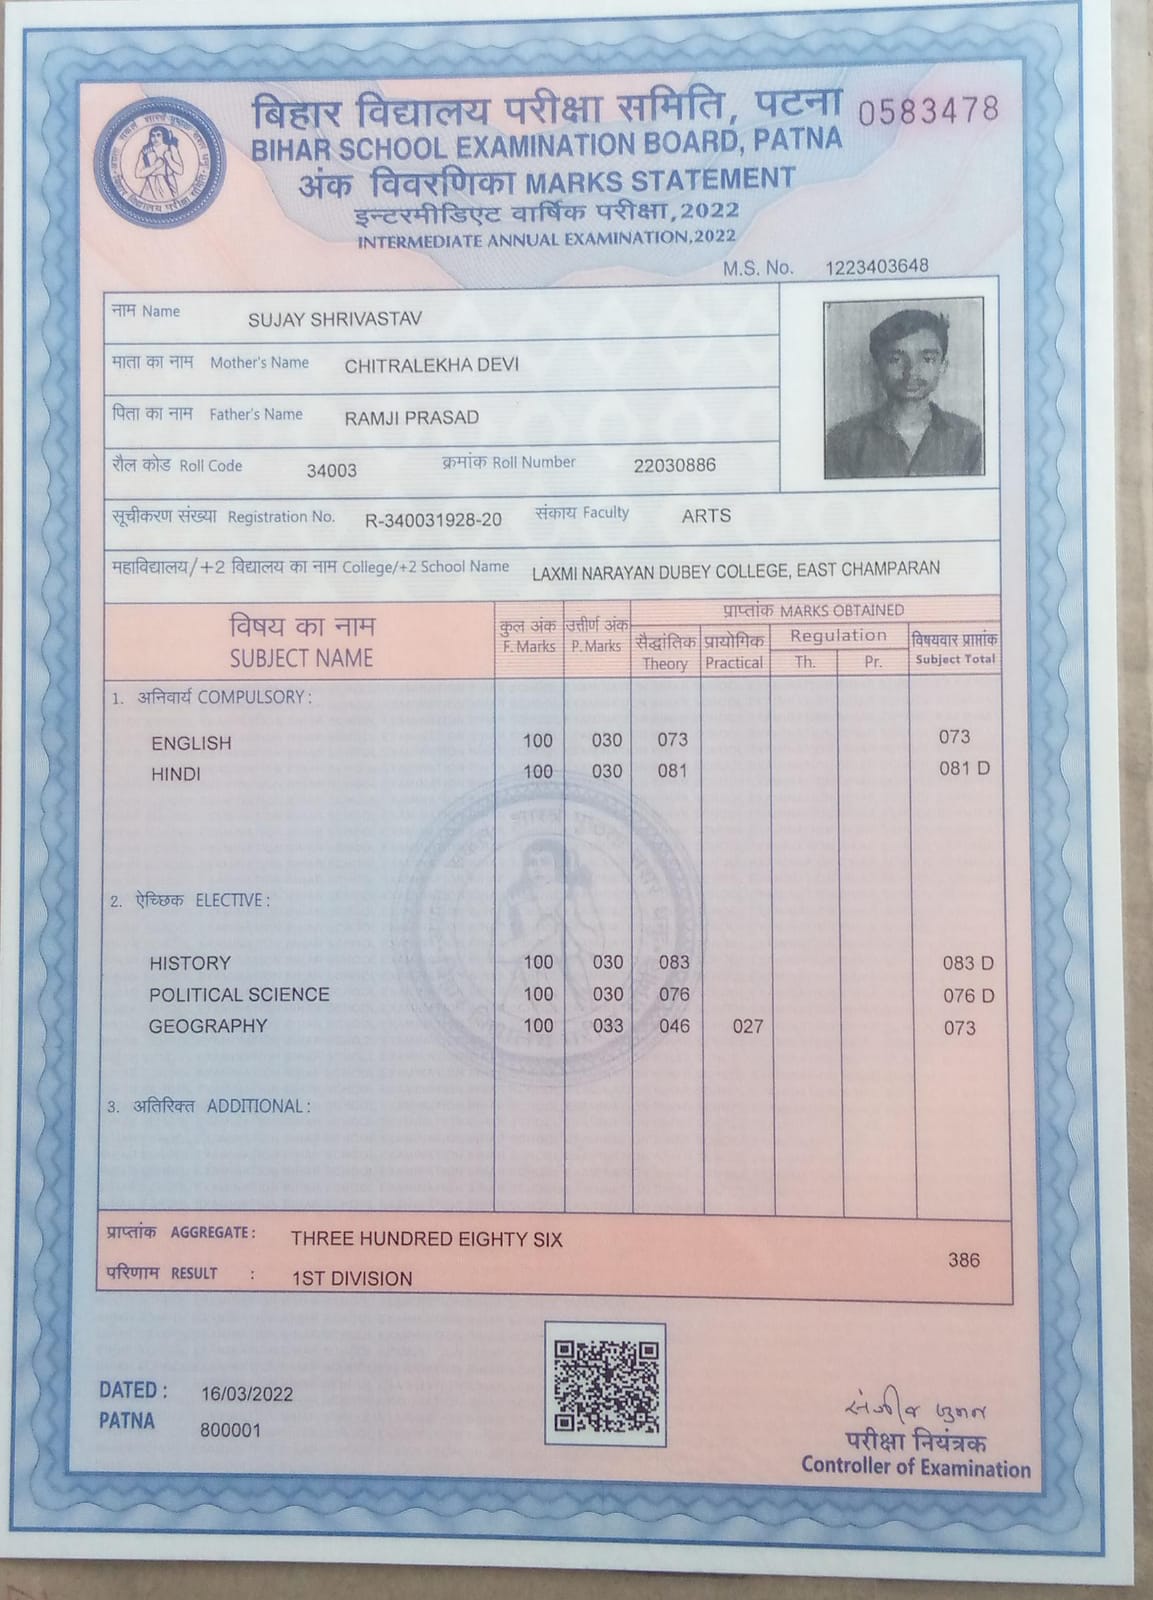 बिहार विद्यालय परीक्षा समिति, पटना 0583478
BIHAR SCHOOL EXAMINATION BOARD, PATNA
अंक विवरणिका MARKS STATEMENT
इन्टरमीडिएट वार्षिक परीक्षा,2022
INTERMEDIATE ANNUAL EXAMINATION,2022
M.S. No. 1223403648
नाम Name SUJAY SHRIVASTAV
माता का नाम Mother's Name CHITRALEKHA DEVI
पिता का नाम Father's Name RAMJI PRASAD
रौल कोड Roll Code 34003 क्रमांक Roll Number 22030886
सूचीकरण संख्या Registration No. R-340031928-20 संकाय Faculty ARTS
महाविद्यालय/+2 विद्यालय का नाम College/+2 School Name LAXMI NARAYAN DUBEY COLLEGE, EAST CHAMPARAN
विषय का नाम कुल अंक उत्तीर्ण अंक प्राप्तांक MARKS OBTAINED
SUBJECT NAME F. Marks P. Marks सैद्धांतिक प्रायोगिक Regulation विषयवार प्राप्तांक
Theory Practical Th. Pr. Subject Total
1. अनिवार्य COMPULSORY :
ENGLISH 100 030 073 073
HINDI 100 030 081 081 D
2. ऐच्छिक ELECTIVE :
HISTORY 100 030 083 083 D
POLITICAL SCIENCE 100 030 076 076 D
GEOGRAPHY 100 033 046 027 073
3. अतिरिक्त ADDITIONAL :
प्राप्तांक AGGREGATE : THREE HUNDRED EIGHTY SIX 386
परिणाम RESULT : 1ST DIVISION
DATED : 16/03/2022
PATNA 800001
परीक्षा नियंत्रक
Controller of Examination